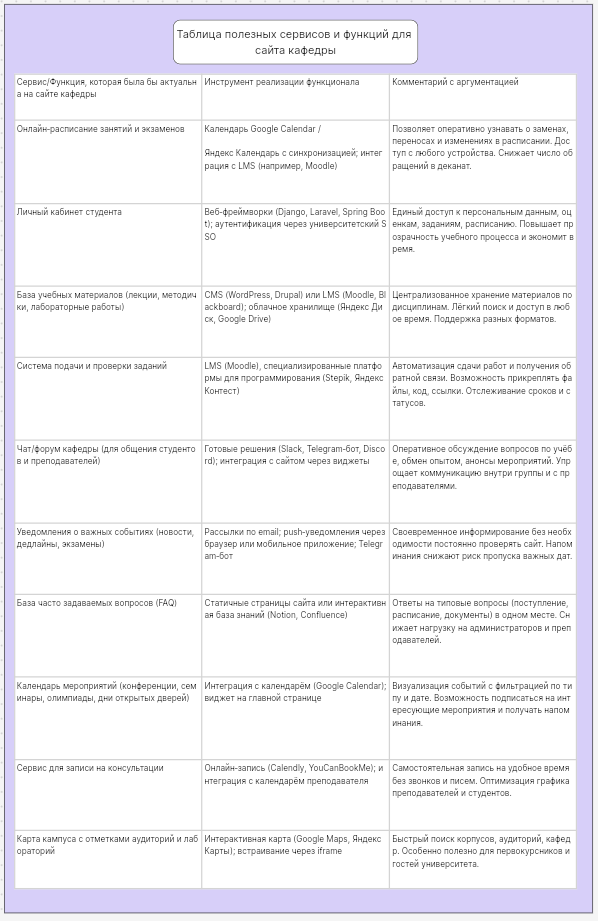 Таблица полезных сервисов и функций для
сайта кафедры
Сервис/Функция, которая была бы актуальн
а на сайте кафедры
Инструмент реализации функционала
Комментарий с аргументацией
Онлайн-расписание занятий и экзаменов
Календарь Google Calendar /
Яндекс Календарь с синхронизацией; интег
рация с LMS (например, Moodle)
Позволяет оперативно узнавать о заменах,
переносах и изменениях в расписании. Дос
туп с любого устройства. Снижает число об
ращений в деканат.
Личный кабинет студента
Веб-фреймворки (Django, Laravel, Spring Boo
t); аутентификация через университетский S
SO
Единый доступ к персональным данным, оц
енкам, заданиям, расписанию. Повышает пр
озрачность учебного процесса и экономит в
ремя.
База учебных материалов (лекции, методич
ки, лабораторные работы)
CMS (WordPress, Drupal) или LMS (Moodle, Bl
ackboard); облачное хранилище (Яндекс Ди
ск, Google Drive)
Централизованное хранение материалов по
дисциплинам. Лёгкий поиск и доступ в люб
ое время. Поддержка разных форматов.
Система подачи и проверки заданий
LMS (Moodle), специализированные платфо
рмы для программирования (Stepik, Яндекс
Контест)
Автоматизация сдачи работ и получения об
ратной связи. Возможность прикреплять фа
йлы, код, ссылки. Отслеживание сроков и с
татусов.
Чат/форум кафедры (для общения студенто
в и преподавателей)
Готовые решения (Slack, Telegram-бот, Disco
rd); интеграция с сайтом через виджеты
Оперативное обсуждение вопросов по учёб
е, обмен опытом, анонсы мероприятий. Упр
ощает коммуникацию внутри группы и с пр
еподавателями.
Уведомления о важных событиях (новости,
дедлайны, экзамены)
Рассылки по email; push-уведомления через
браузер или мобильное приложение; Telegr
am-бот
Своевременное информирование без необх
одимости постоянно проверять сайт. Напом
инания снижают риск пропуска важных дат.
База часто задаваемых вопросов (FAQ)
Статичные страницы сайта или интерактивн
ая база знаний (Notion, Confluence)
Ответы на типовые вопросы (поступление,
расписание, документы) в одном месте. Сн
ижает нагрузку на администраторов и преп
одавателей.
Календарь мероприятий (конференции, сем
инары, олимпиады, дни открытых дверей)
Интеграция с календарём (Google Calendar);
виджет на главной странице
Визуализация событий с фильтрацией по ти
пу и дате. Возможность подписаться на инт
ересующие мероприятия и получать напом
инания.
Сервис для записи на консультации
Онлайн-запись (Calendly, YouCanBookMe); и
нтеграция с календарём преподавателя
Самостоятельная запись на удобное время
без звонков и писем. Оптимизация графика
преподавателей и студентов.
Карта кампуса с отметками аудиторий и лаб
ораторий
Интерактивная карта (Google Maps, Яндекс
Карты); встраивание через iframe
Быстрый поиск корпусов, аудиторий, кафед
р. Особенно полезно для первокурсников и
гостей университета.